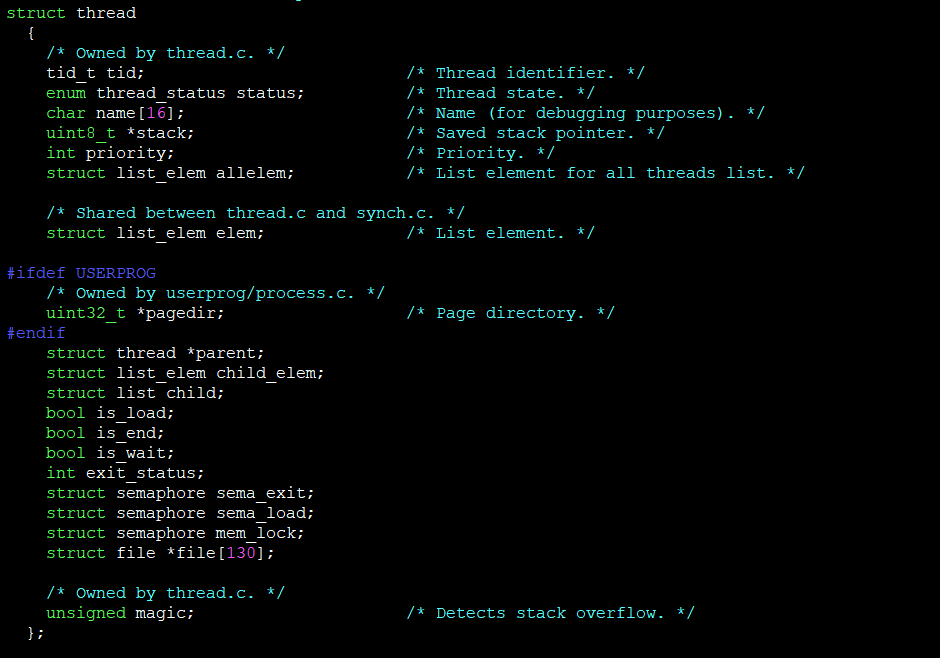 struct thread
  {
    /* Owned by thread.c. */
    tid_t tid;                          /* Thread identifier. */
    enum thread_status status;          /* Thread state. */
    char name[16];                      /* Name (for debugging purposes). */
    uint8_t *stack;                     /* Saved stack pointer. */
    int priority;                       /* Priority. */
    struct list_elem allelem;           /* List element for all threads list. */

    /* Shared between thread.c and synch.c. */
    struct list_elem elem;              /* List element. */

#ifdef USERPROG
    /* Owned by userprog/process.c. */
    uint32_t *pagedir;                  /* Page directory. */
#endif
    struct thread *parent;
    struct list_elem child_elem;
    struct list child;
    bool is_load;
    bool is_end;
    bool is_wait;
    int exit_status;
    struct semaphore sema_exit;
    struct semaphore sema_load;
    struct semaphore mem_lock;
    struct file *file[130];

    /* Owned by thread.c. */
    unsigned magic;                     /* Detects stack overflow. */
  };